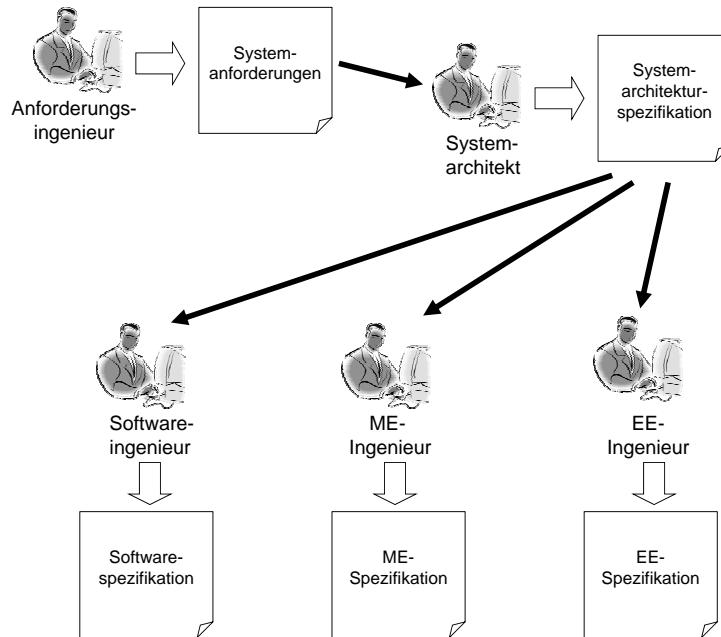 System-
anforderungen
Anforderungs-
ingenieur
System-
architekt
System-
architektur-
spezifikation
Software-
ingenieur
ME-
Ingenieur
EE-
Ingenieur
Software-
spezifikation
ME-
Spezifikation
EE-
Spezifikation